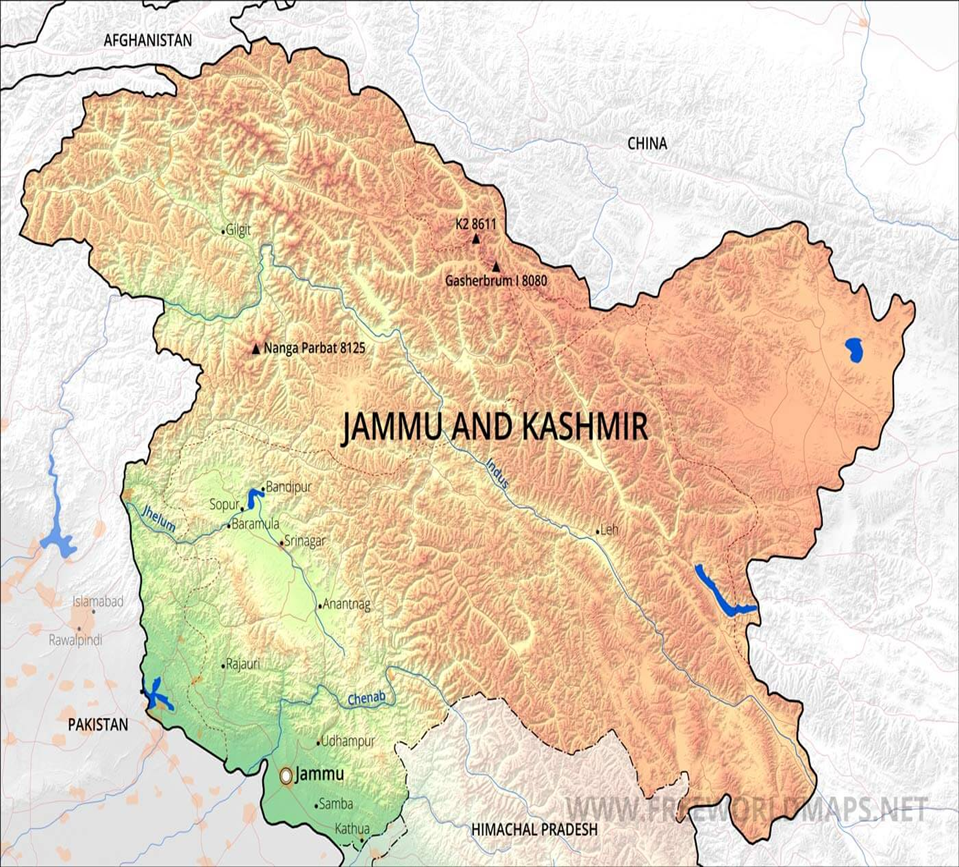 AFGHANISTAN
CHINA
K2 8611
Gilgit
Gasherbrum I 8080
Nanga Parbat 8125
JAMMU AND KASHMIR
Indus
Bandipur
Sopur
Jhelum
Baramula
Leh
Srinagar
Islamabad
Anantnag
Rawalpindi
Rajauri
Chenab
PAKISTAN
Udhampur
Jammu
Samba
WWW.FREEWORLDMAPS.NET
Kathua
HIMACHAL PRADESH